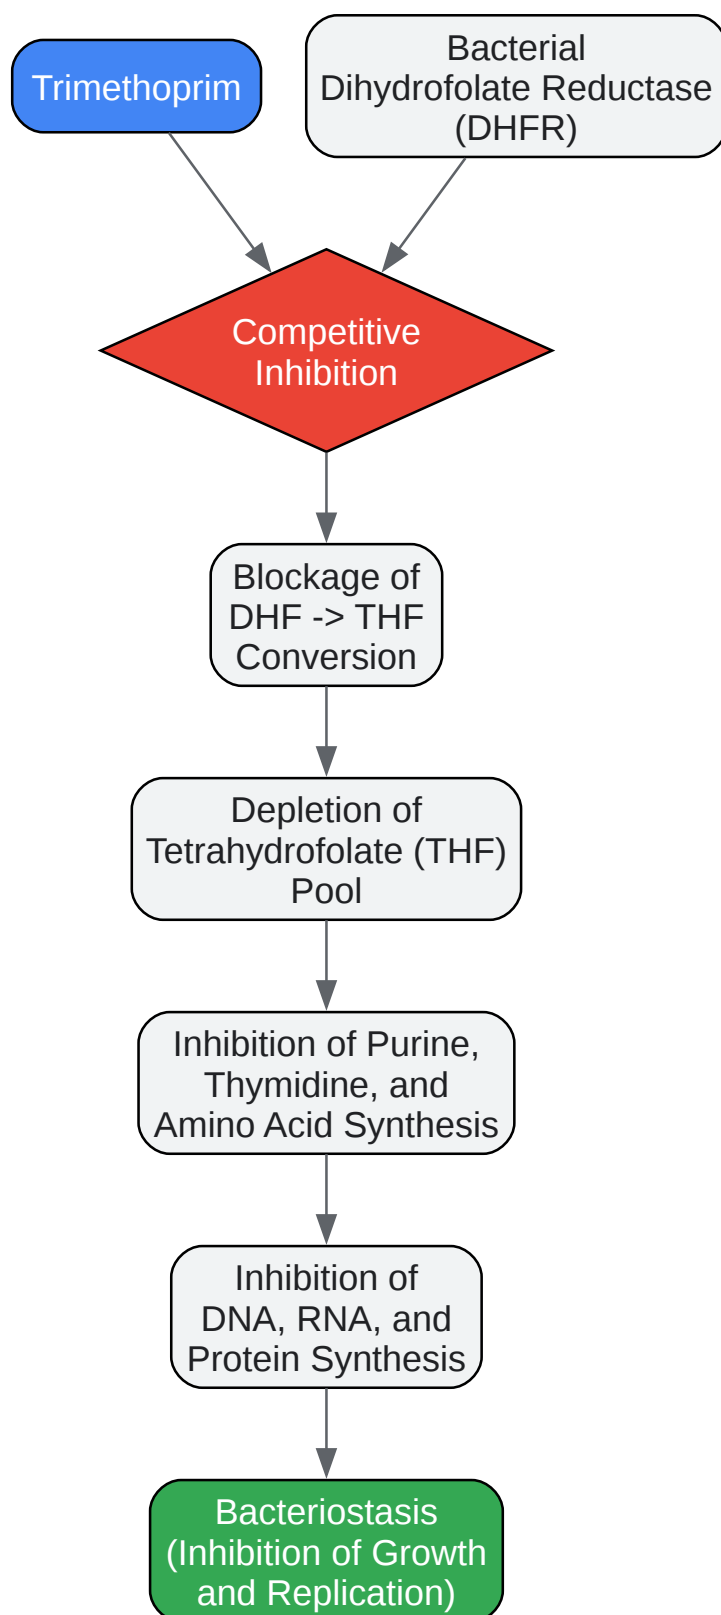 Trimethoprim
Bacterial
Dihydrofolate Reductase
(DHFR)
Competitive
Inhibition
Blockage of
DHF -> THF
Conversion
Depletion of
Tetrahydrofolate (THF)
Pool
Inhibition of Purine,
Thymidine, and
Amino Acid Synthesis
Inhibition of
DNA, RNA, and
Protein Synthesis
Bacteriostasis
(Inhibition of Growth
and Replication)